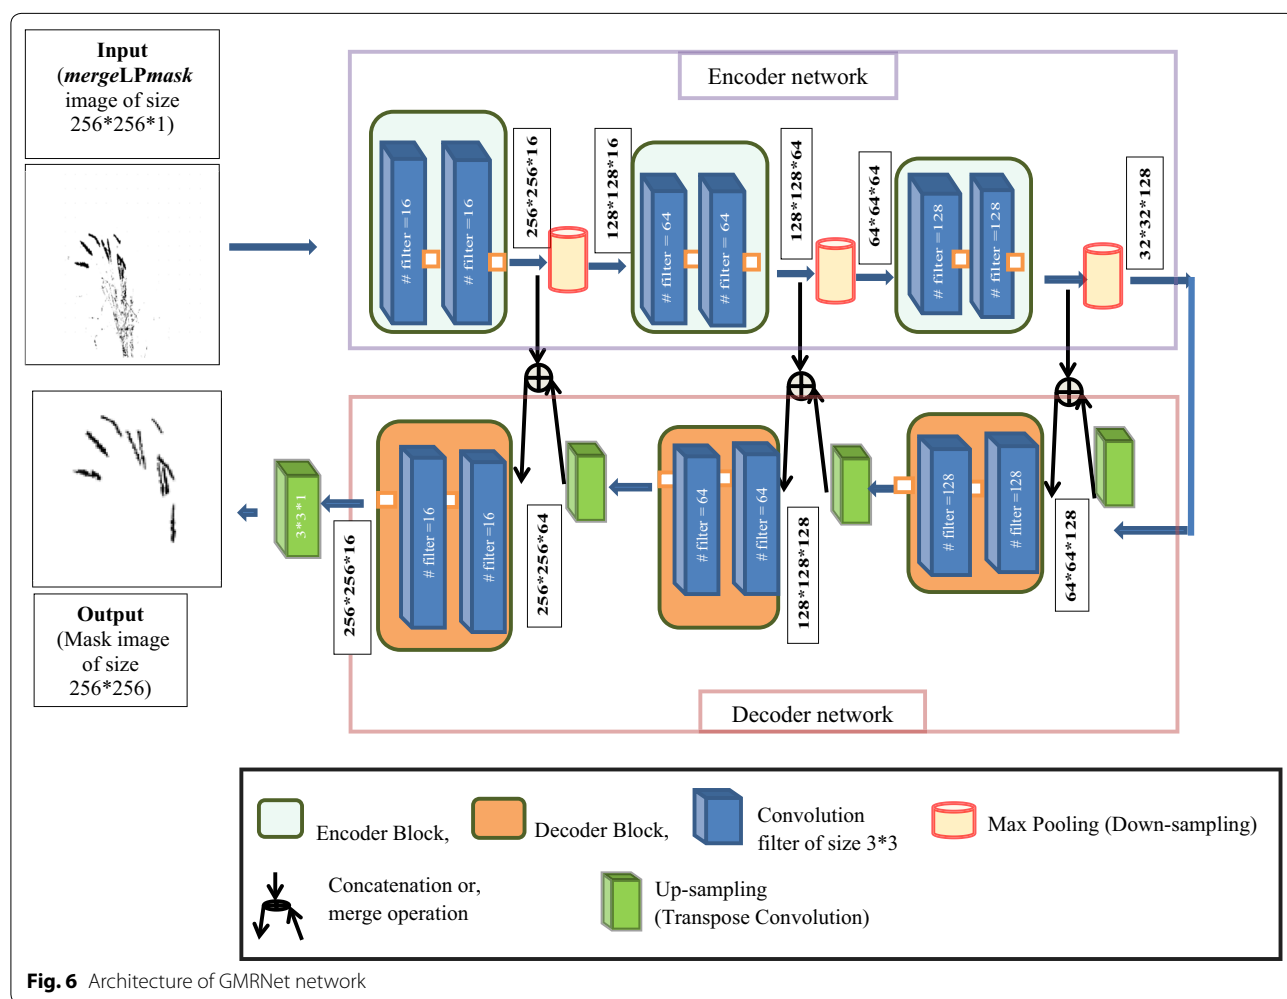 Input
(mergeLPmask
image of size
256*256*1)
Encoder network
# filter =16
# filter =16
256*256*16
128*128*16
# filter = 64
# filter = 64
128*128*64
64*64*64
# filter =128
# filter =128
32*32*128
3*3*1
256*256*16
# filter =16
# filter =16
256*256*64
# filter = 64
# filter = 64
128*128*128
# filter =128
# filter =128
64*64*128
Output
(Mask image
of size
256*256)
Decoder network
Encoder Block,
Decoder Block,
Convolution
filter of size 3*3
Max Pooling (Down-sampling)
Concatenation or,
merge operation
Up-sampling
(Transpose Convolution)
Fig. 6 Architecture of GMRNet network